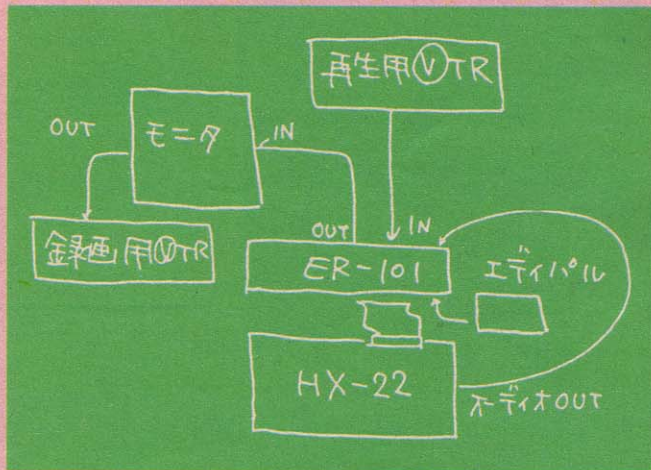 再生用ⓋTR
OUT
モニタ
IN
録画用ⓋTR
OUT
IN
ER-101
エディパル
HX-22
オーディオOUT